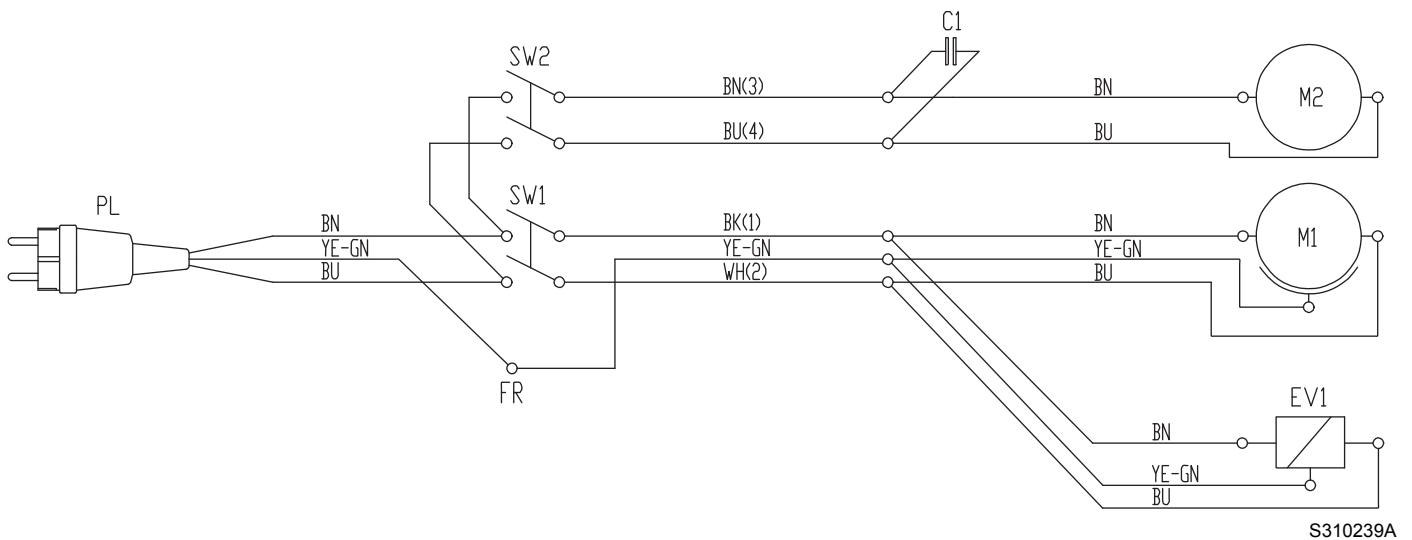 C1
SW2
BN(3)
BN
M2
BU(4)
BU
PL
SW1
BN
BK(1)
BN
M1
YE-GN
YE-GN
YE-GN
BU
WH(2)
BU
FR
EV1
BN
YE-GN
BU
S310239A